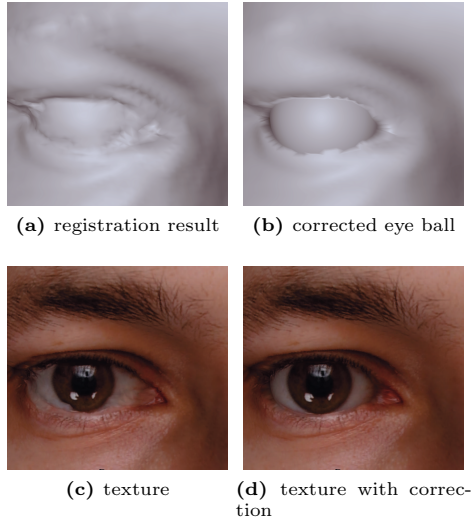 (a) registration result
(b) corrected eye ball
(c) texture
(d) texture with correc-
tion